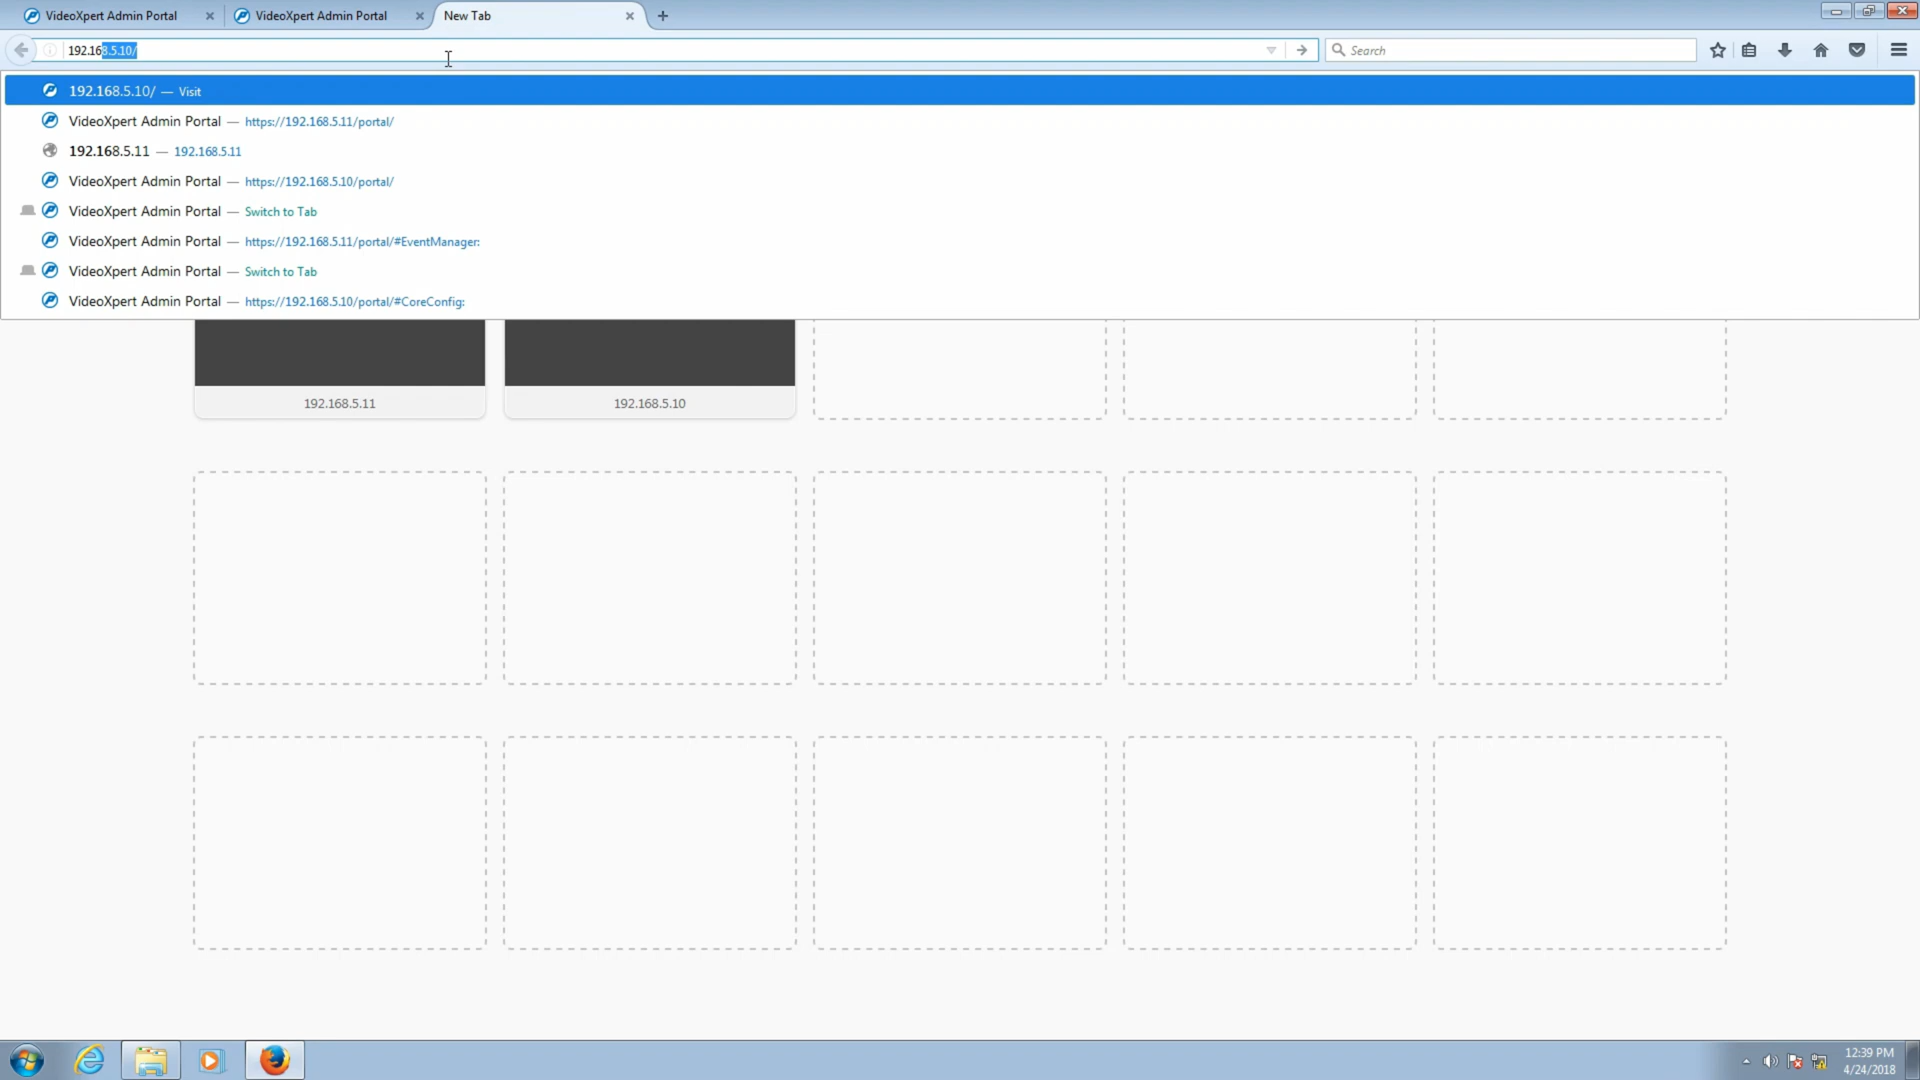 VideoXpert Admin Portal
VideoXpert Admin Portal
New Tab
192.168.5.10/
Search
192.168.5.10/ — Visit
VideoXpert Admin Portal — https://192.168.5.11/portal/
192.168.5.11 — 192.168.5.11
VideoXpert Admin Portal — https://192.168.5.10/portal/
VideoXpert Admin Portal — Switch to Tab
VideoXpert Admin Portal — https://192.168.5.11/portal/#EventManager:
VideoXpert Admin Portal — Switch to Tab
VideoXpert Admin Portal — https://192.168.5.10/portal/#CoreConfig:
192.168.5.11
192.168.5.10
12:39 PM
4/24/2018